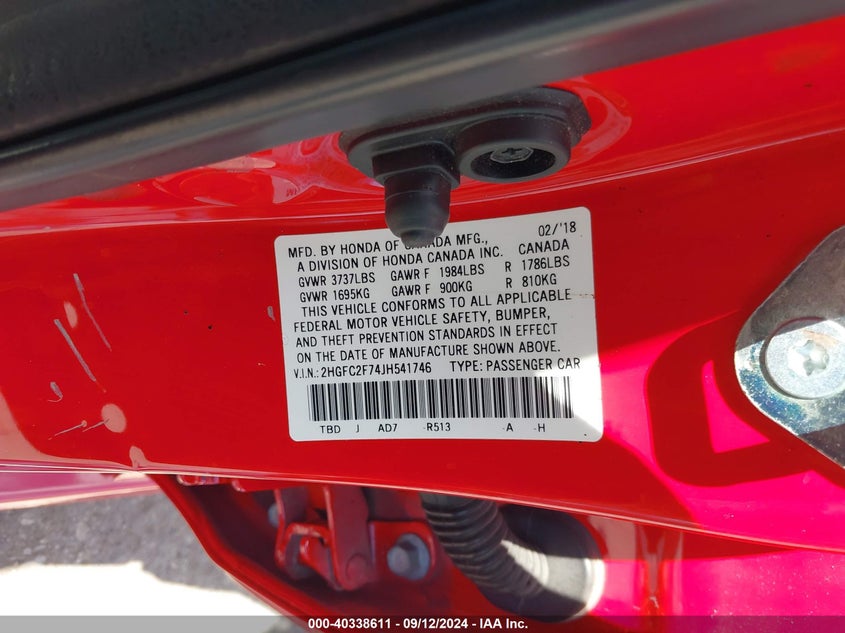 MFD. BY HONDA OF CANADA MFG., 02/'18
A DIVISION OF HONDA CANADA INC. CANADA
GVWR 3737LBS GAWR F 1984LBS R 1786LBS
GVWR 1695KG GAWR F 900KG R 810KG
THIS VEHICLE CONFORMS TO ALL APPLICABLE
FEDERAL MOTOR VEHICLE SAFETY, BUMPER,
AND THEFT PREVENTION STANDARDS IN EFFECT
ON THE DATE OF MANUFACTURE SHOWN ABOVE.
V.I.N.: 2HGFC2F74JH541746 TYPE: PASSENGER CAR
TBD J AD7 -R513 -A -H
000-40338611 - 09/12/2024 - IAA Inc.